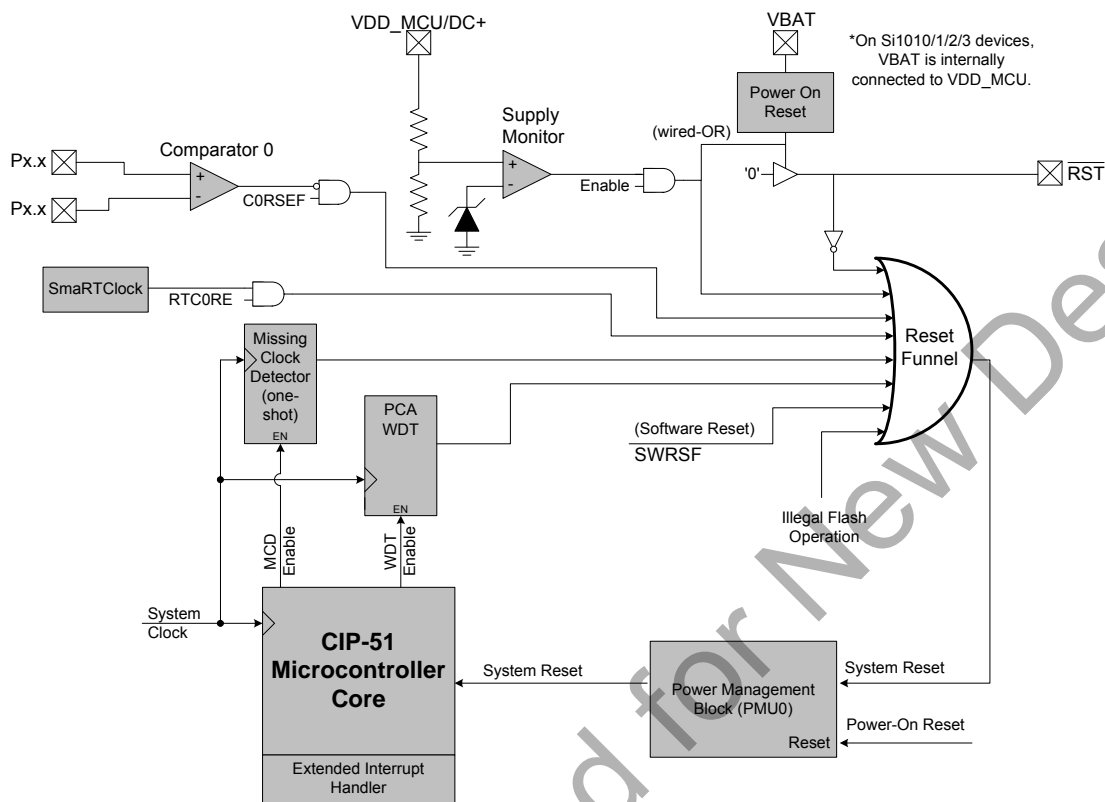 VDD_MCU/DC+
VBAT
*On Si1010/1/2/3 devices,
VBAT is internally
connected to VDD_MCU.
Power On
Reset
Supply
Monitor
(wired-OR)
Comparator 0
Px.x
+
-
Px.x
C0RSEF
+
-
Enable
'0'
RST
SmaRTClock
RTC0RE
Missing
Clock
Detector
(one-
shot)
EN
PCA
WDT
EN
Reset
Funnel
(Software Reset)
SWRSF
Illegal Flash
Operation
MCD
Enable
WDT
Enable
System
Clock
CIP-51
Microcontroller
Core
Extended Interrupt
Handler
System Reset
Power Management
Block (PMU0)
Reset
System Reset
Power-On Reset
d for New Des